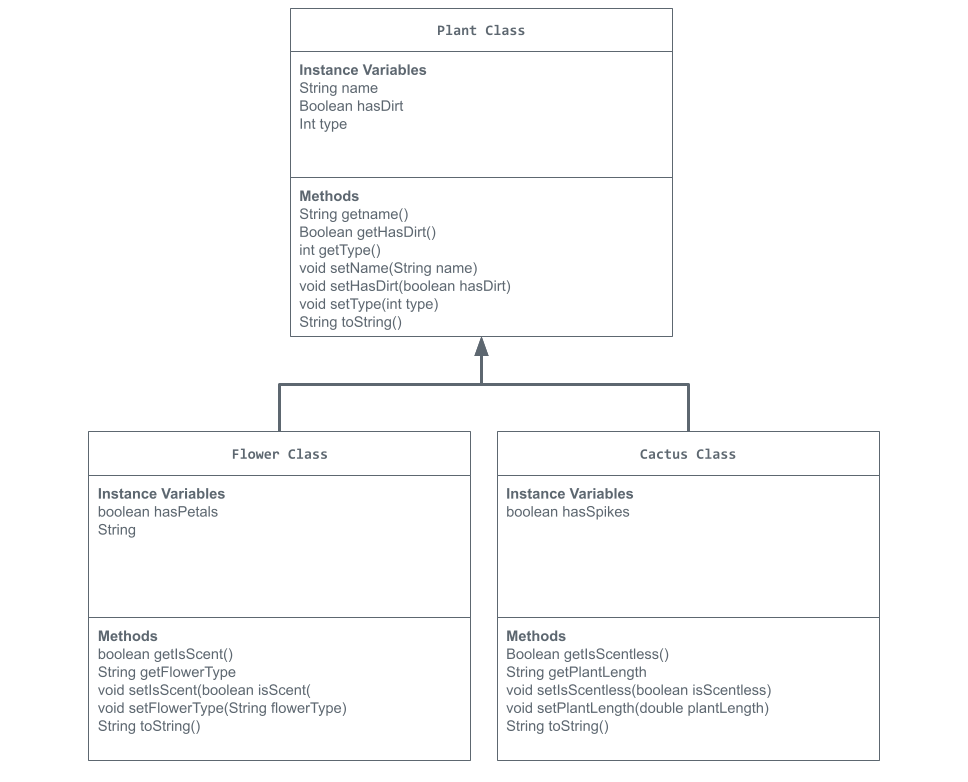 Plant Class
Instance Variables
String name
Boolean hasDirt
Int type
Methods
String getname()
Boolean getHasDirt()
int getType()
void setName(String name)
void setHasDirt(boolean hasDirt)
void setType(int type)
String toString()
Flower Class
Instance Variables
boolean hasPetals
String
Methods
boolean getIsScent()
String getFlowerType
void setIsScent(boolean isScent(
void setFlowerType(String flowerType)
String toString()
Cactus Class
Instance Variables
boolean hasSpikes
Methods
Boolean getIsScentless()
String getPlantLength
void setIsScentless(boolean isScentless)
void setPlantLength(double plantLength)
String toString()